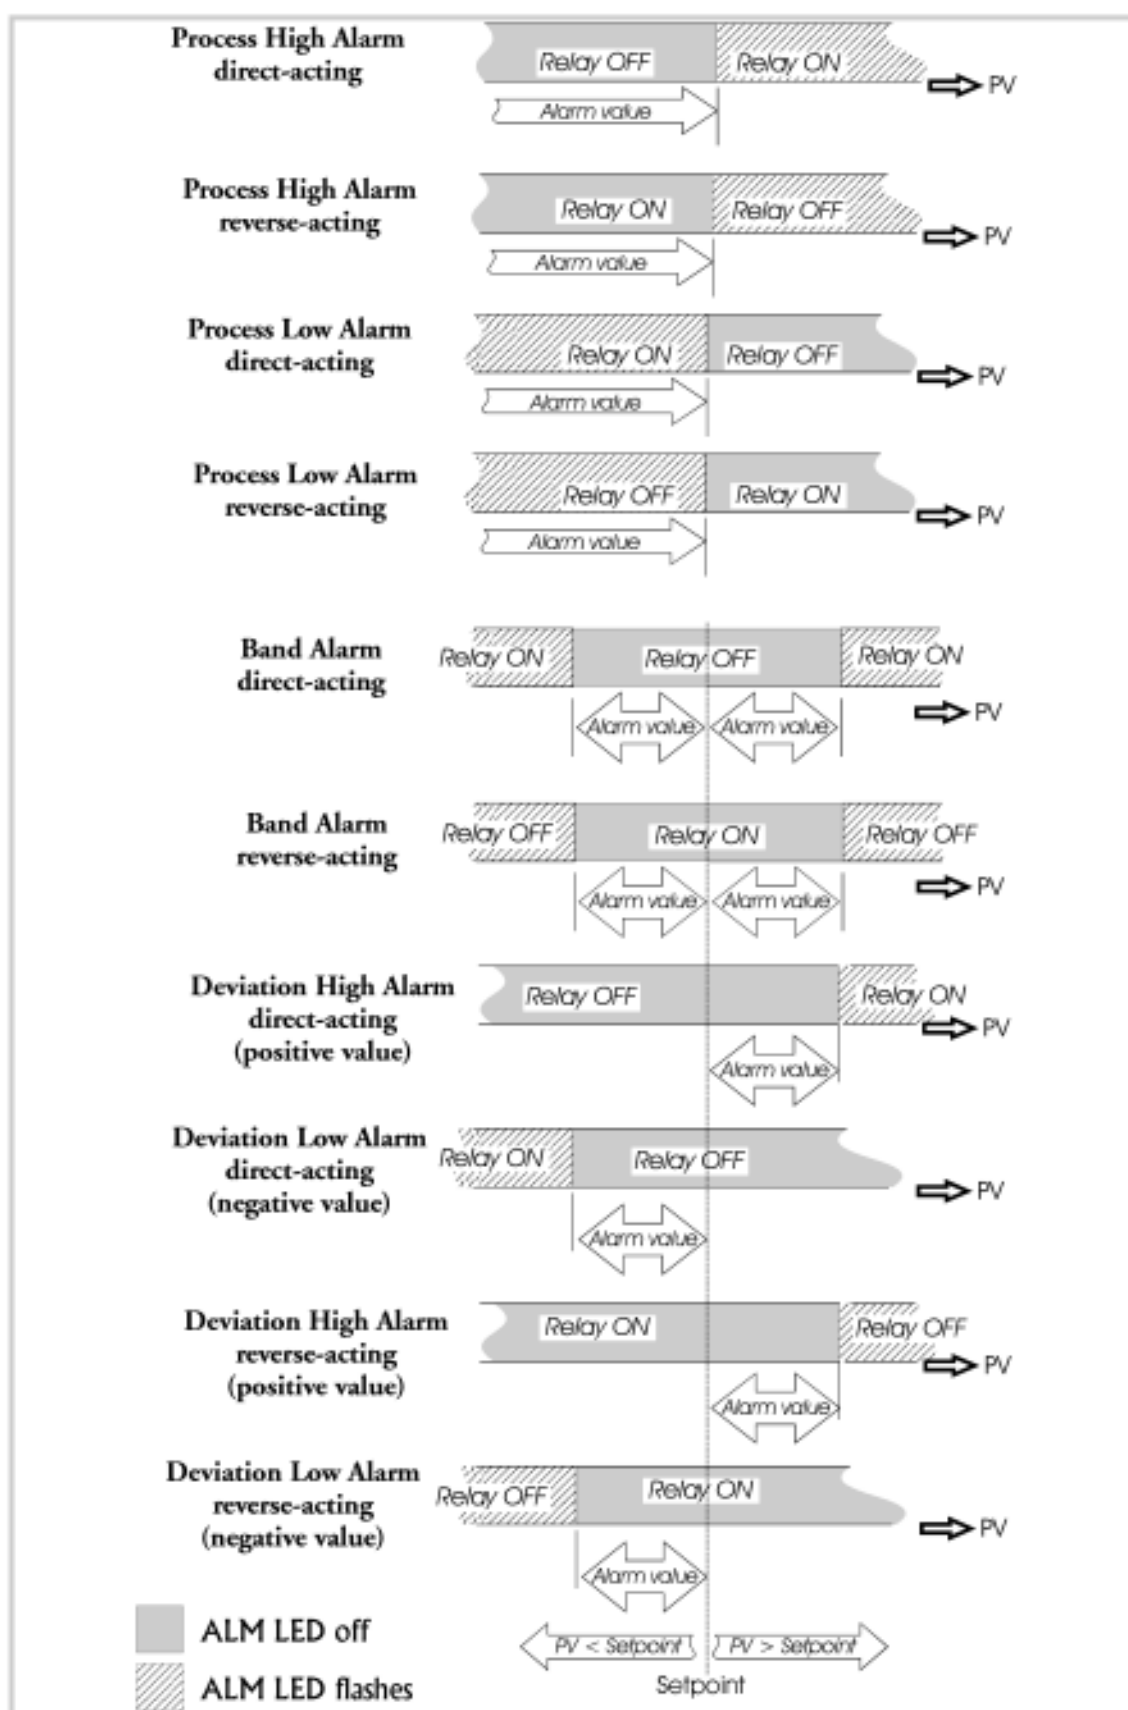 Process High Alarm
direct-acting
Relay OFF Relay ON
PV
Alarm value
Process High Alarm
reverse-acting
Relay ON Relay OFF
PV
Alarm value
Process Low Alarm
direct-acting
Relay ON Relay OFF
PV
Alarm value
Process Low Alarm
reverse-acting
Relay OFF Relay ON
PV
Alarm value
Band Alarm
direct-acting
Relay ON Relay OFF Relay ON
PV
Alarm value Alarm value
Band Alarm
reverse-acting
Relay OFF Relay ON Relay OFF
PV
Alarm value Alarm value
Deviation High Alarm
direct-acting
(positive value)
Relay OFF Relay ON
PV
Alarm value
Deviation Low Alarm
direct-acting
(negative value)
Relay ON Relay OFF
PV
Alarm value
Deviation High Alarm
reverse-acting
(positive value)
Relay ON Relay OFF
PV
Alarm value
Deviation Low Alarm
reverse-acting
(negative value)
Relay OFF Relay ON
PV
Alarm value
ALM LED off
ALM LED flashes
PV < Setpoint PV > Setpoint
Setpoint